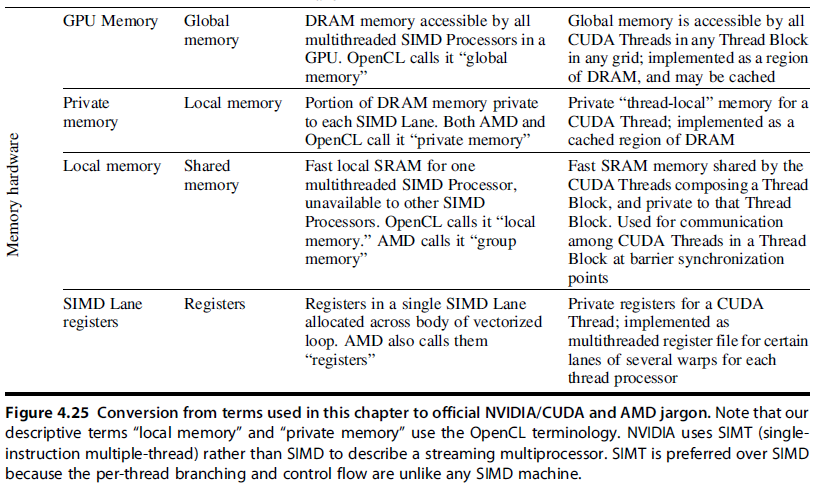 Memory hardware
GPU Memory
Global
memory
DRAM memory accessible by all
multithreaded SIMD Processors in a
GPU. OpenCL calls it “global
memory”
Global memory is accessible by all
CUDA Threads in any Thread Block
in any grid; implemented as a region
of DRAM, and may be cached
Private
memory
Local memory
Portion of DRAM memory private
to each SIMD Lane. Both AMD and
OpenCL call it “private memory”
Private “thread-local” memory for a
CUDA Thread; implemented as a
cached region of DRAM
Local memory
Shared
memory
Fast local SRAM for one
multithreaded SIMD Processor,
unavailable to other SIMD
Processors. OpenCL calls it “local
memory.” AMD calls it “group
memory”
Fast SRAM memory shared by the
CUDA Threads composing a Thread
Block, and private to that Thread
Block. Used for communication
among CUDA Threads in a Thread
Block at barrier synchronization
points
SIMD Lane
registers
Registers
Registers in a single SIMD Lane
allocated across body of vectorized
loop. AMD also calls them
“registers”
Private registers for a CUDA
Thread; implemented as
multithreaded register file for certain
lanes of several warps for each
thread processor
Figure 4.25 Conversion from terms used in this chapter to official NVIDIA/CUDA and AMD jargon. Note that our
descriptive terms “local memory” and “private memory” use the OpenCL terminology. NVIDIA uses SIMT (single-
instruction multiple-thread) rather than SIMD to describe a streaming multiprocessor. SIMT is preferred over SIMD
because the per-thread branching and control flow are unlike any SIMD machine.